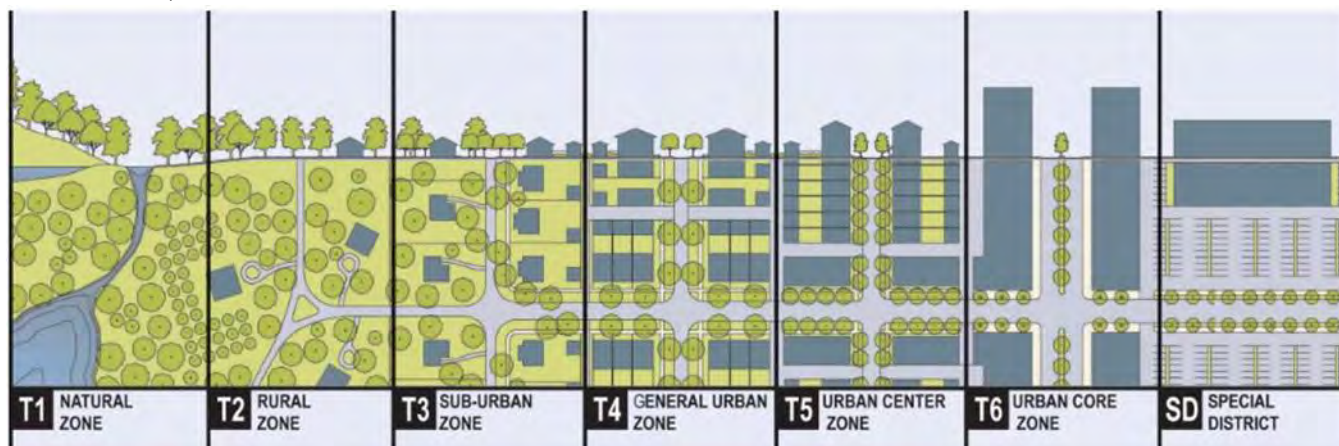 T1 NATURAL
ZONE
T2 RURAL
ZONE
T3 SUB-URBAN
ZONE
T4 GENERAL URBAN
ZONE
T5 URBAN CENTER
ZONE
T6 URBAN CORE
ZONE
SD SPECIAL
DISTRICT